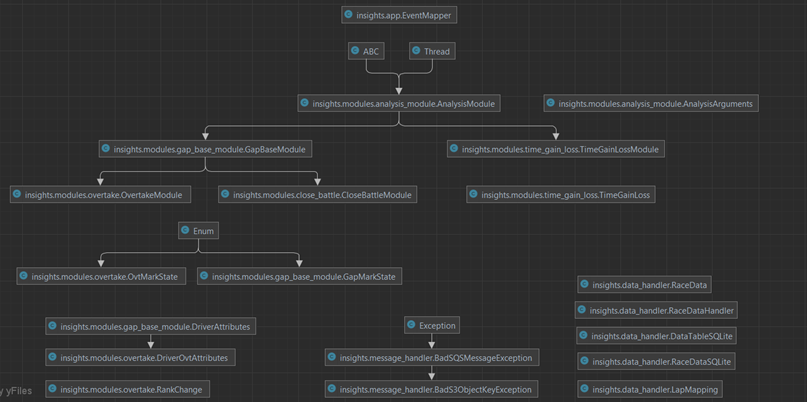 insights.app.EventMapper
ABC
Thread
insights.modules.analysis_module.AnalysisModule
insights.modules.analysis_module.AnalysisArguments
insights.modules.gap_base_module.GapBaseModule
insights.modules.time_gain_loss.TimeGainLossModule
insights.modules.overtake.OvertakeModule
insights.modules.close_battle.CloseBattleModule
insights.modules.time_gain_loss.TimeGainLoss
Enum
insights.modules.overtake.OvtMarkState
insights.modules.gap_base_module.GapMarkState
insights.data_handler.RaceData
insights.data_handler.RaceDataHandler
insights.modules.gap_base_module.DriverAttributes
Exception
insights.data_handler.DataTableSQLite
insights.modules.overtake.DriverOvtAttributes
insights.message_handler.BadSQSMessageException
insights.data_handler.RaceDataSQLite
insights.modules.overtake.RankChange
insights.message_handler.BadS3ObjectKeyException
insights.data_handler.LapMapping
y yFiles